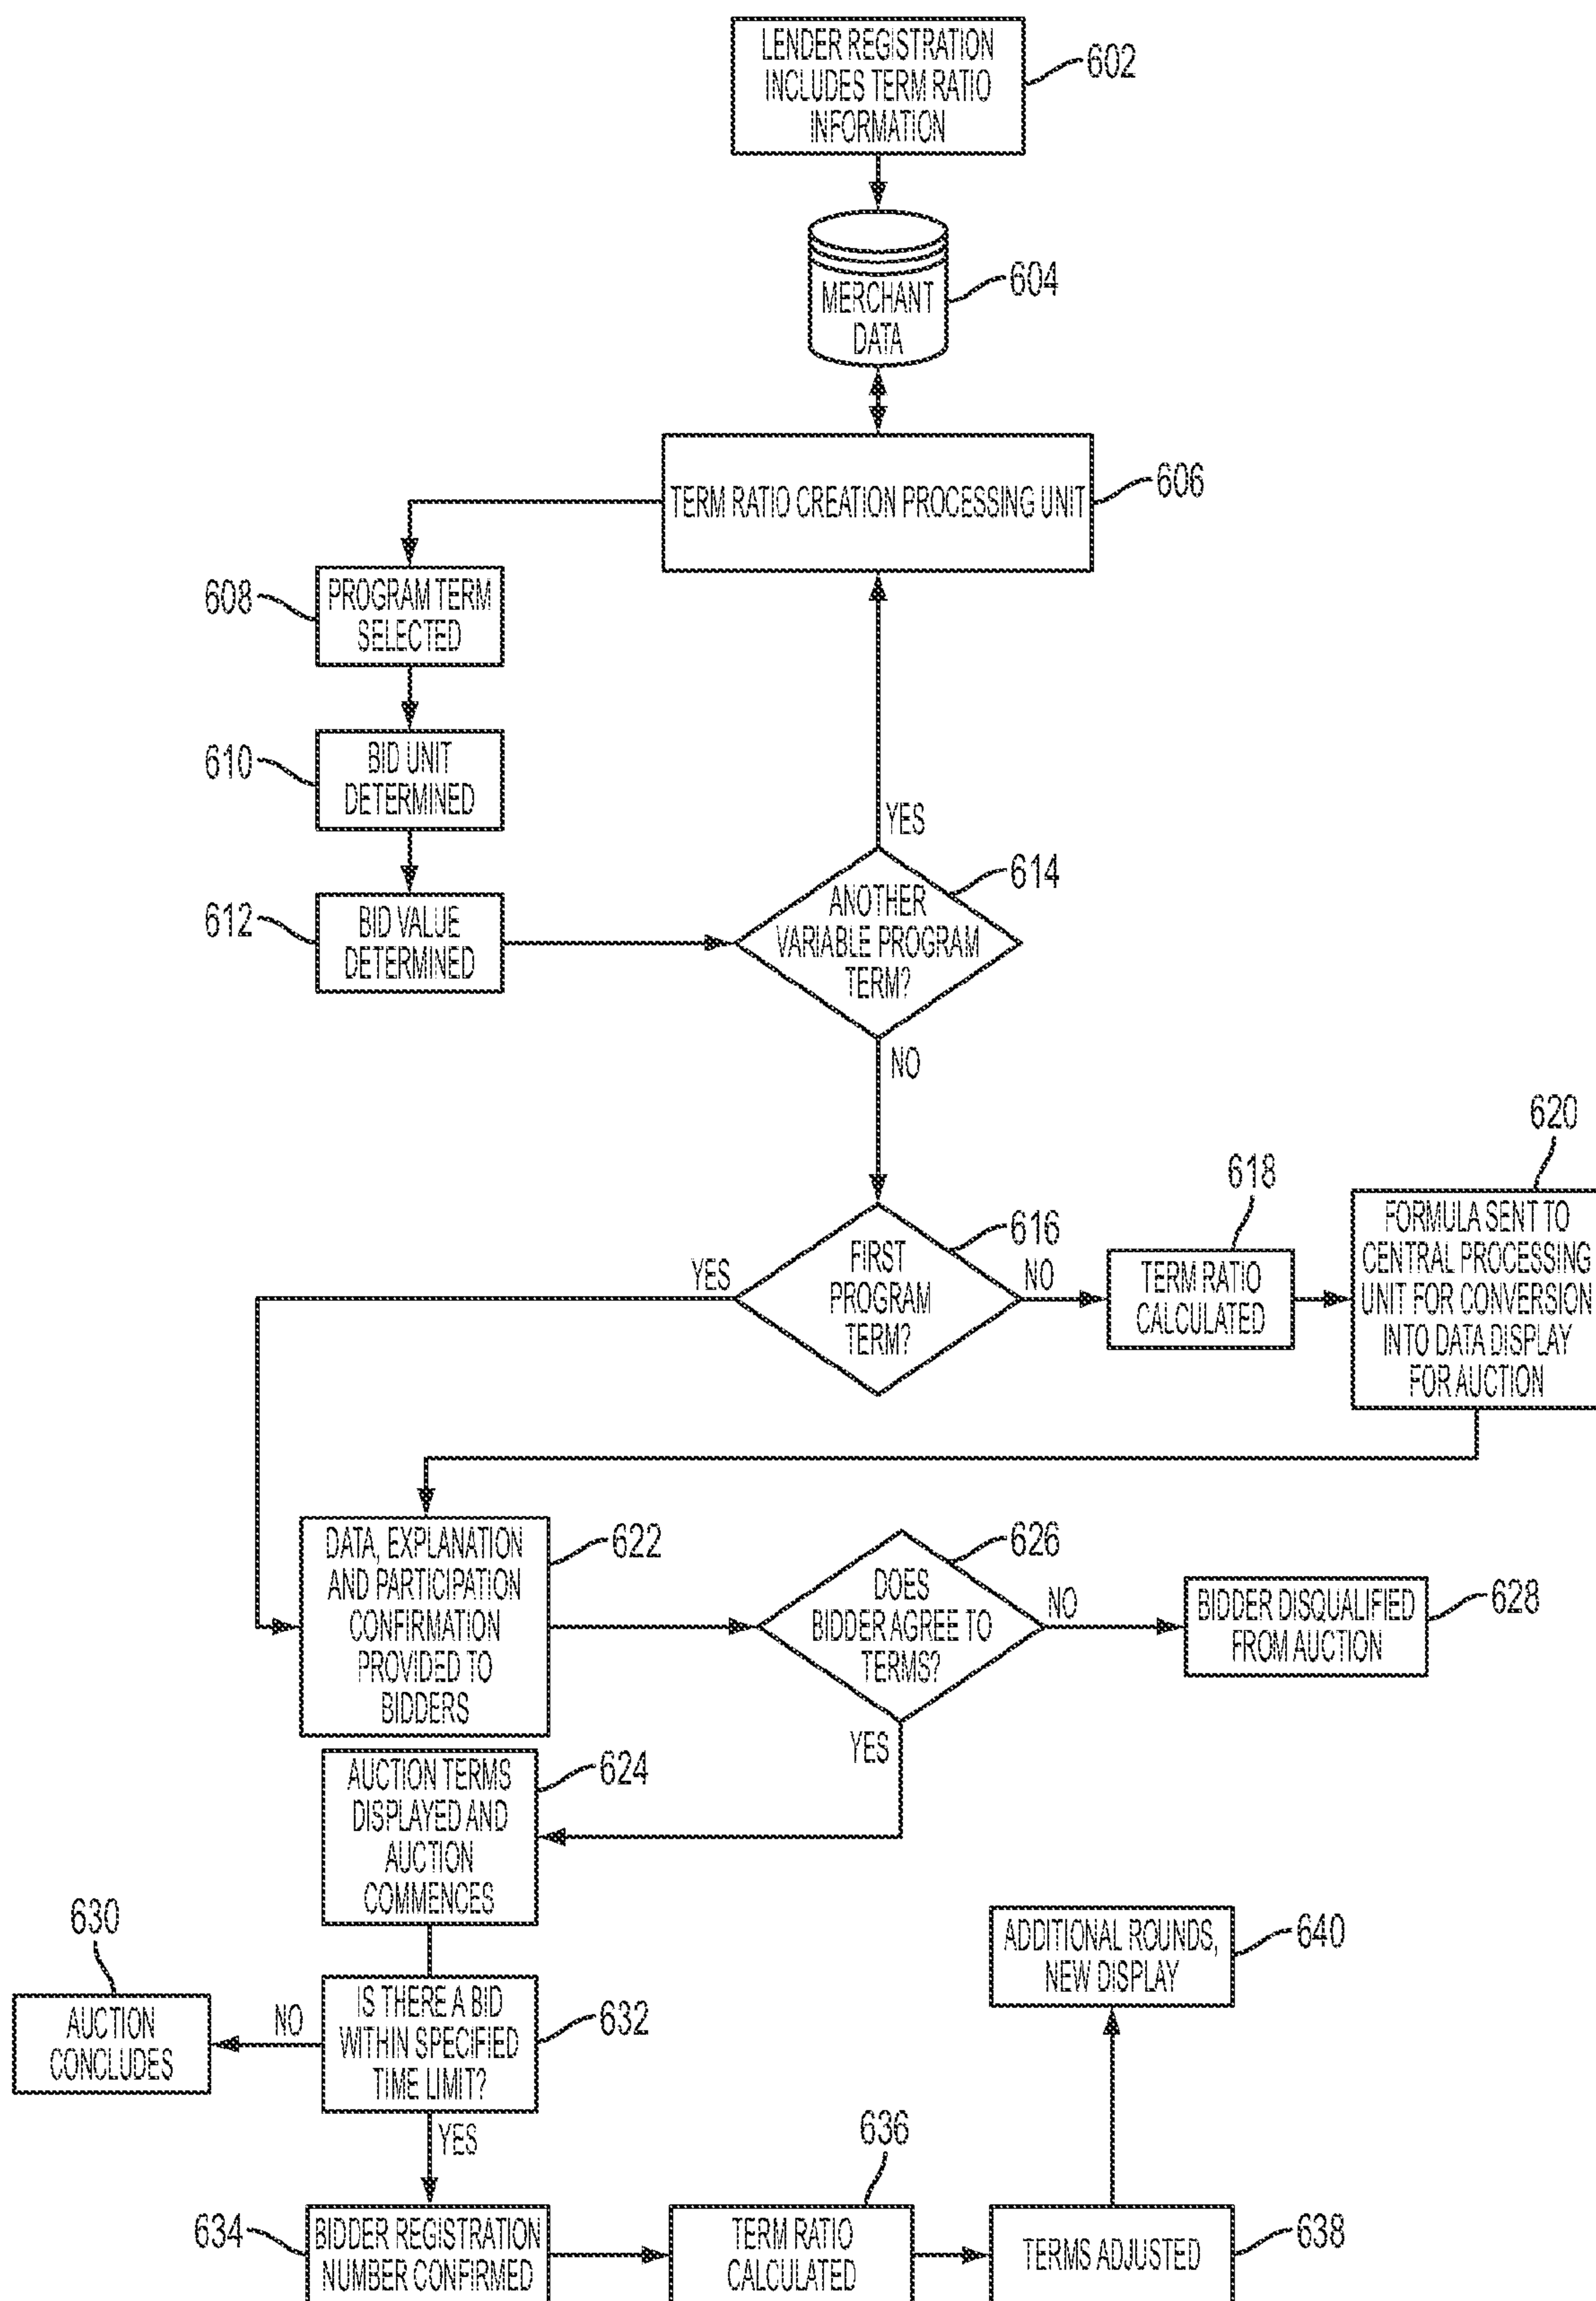 LENDER REGISTRATION
INCLUDES TERM RATIO
INFORMATION
602
MERCHANT
DATA
604
TERM RATIO CREATION PROCESSING UNIT
606
608
PROGRAM TERM
SELECTED
610
BID UNIT
DETERMINED
612
BID VALUE
DETERMINED
YES
614
ANOTHER
VARIABLE PROGRAM
TERM?
NO
616
FIRST
PROGRAM
TERM?
YES
NO
618
TERM RATIO
CALCULATED
620
FORMULA SENT TO
CENTRAL PROCESSING
UNIT FOR CONVERSION
INTO DATA DISPLAY
FOR AUCTION
DATA, EXPLANATION
AND PARTICIPATION
CONFIRMATION
PROVIDED TO
BIDDERS
622
626
DOES
BIDDER AGREE TO
TERMS?
NO
BIDDER DISQUALIFIED
FROM AUCTION
628
YES
AUCTION TERMS
DISPLAYED AND
AUCTION
COMMENCES
624
630
AUCTION
CONCLUDES
NO
IS THERE A BID
WITHIN SPECIFIED
TIME LIMIT?
632
YES
ADDITIONAL ROUNDS,
NEW DISPLAY
640
634
BIDDER REGISTRATION
NUMBER CONFIRMED
636
TERM RATIO
CALCULATED
TERMS ADJUSTED
638